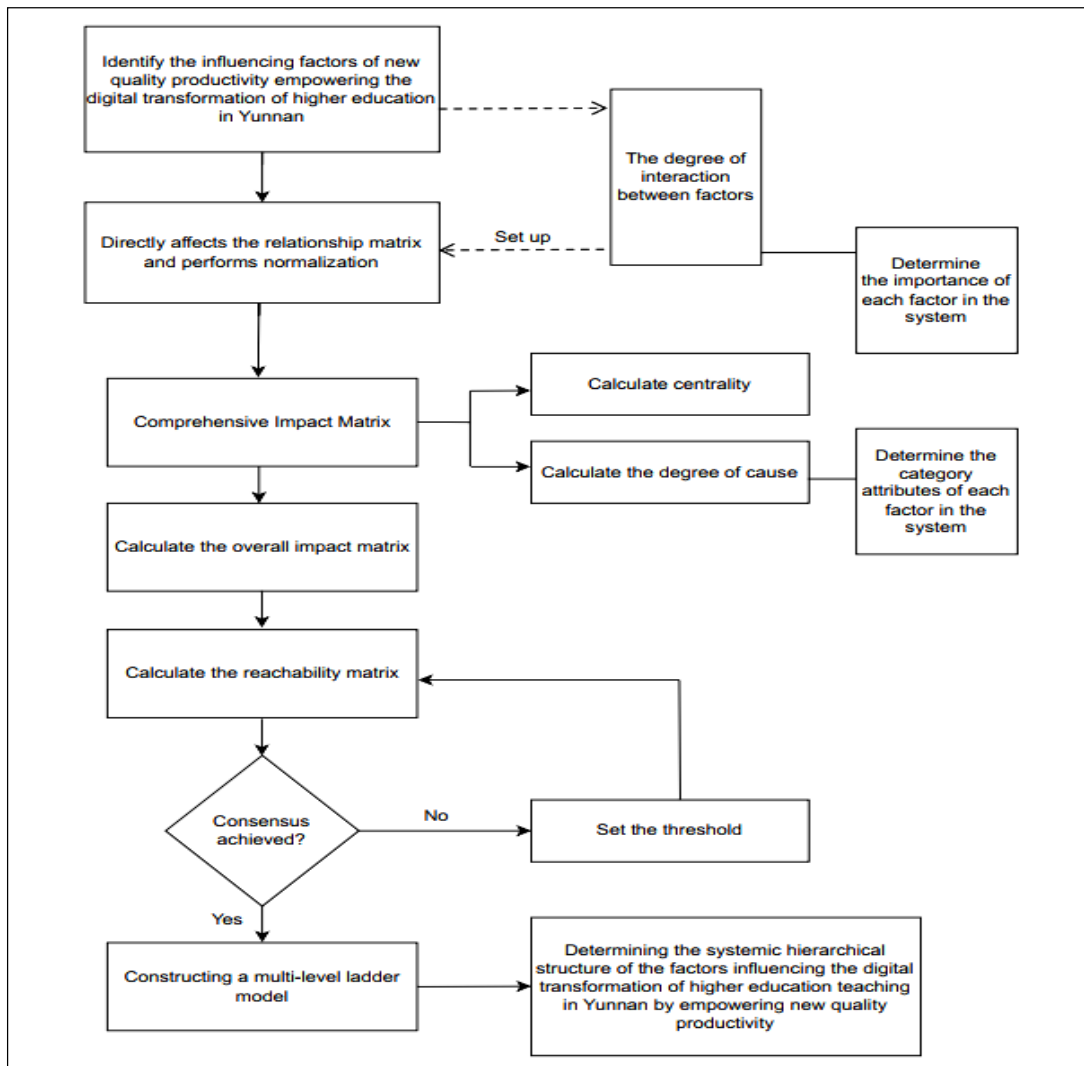 Identify the influencing factors of new
quality productivity empowering the
digital transformation of higher education
in Yunnan
The degree of
interaction
between factors
Directly affects the relationship matrix
and performs normalization
Set up
Determine
the importance of
each factor in the
system
Calculate centrality
Comprehensive Impact Matrix
Calculate the degree of cause
Determine the
category
attributes of each
factor in the
system
Calculate the overall impact matrix
Calculate the reachability matrix
Consensus
achieved?
No
Set the threshold
Yes
Constructing a multi-level ladder
model
Determining the systemic hierarchical
structure of the factors influencing the digital
transformation of higher education teaching
in Yunnan by empowering new quality
productivity